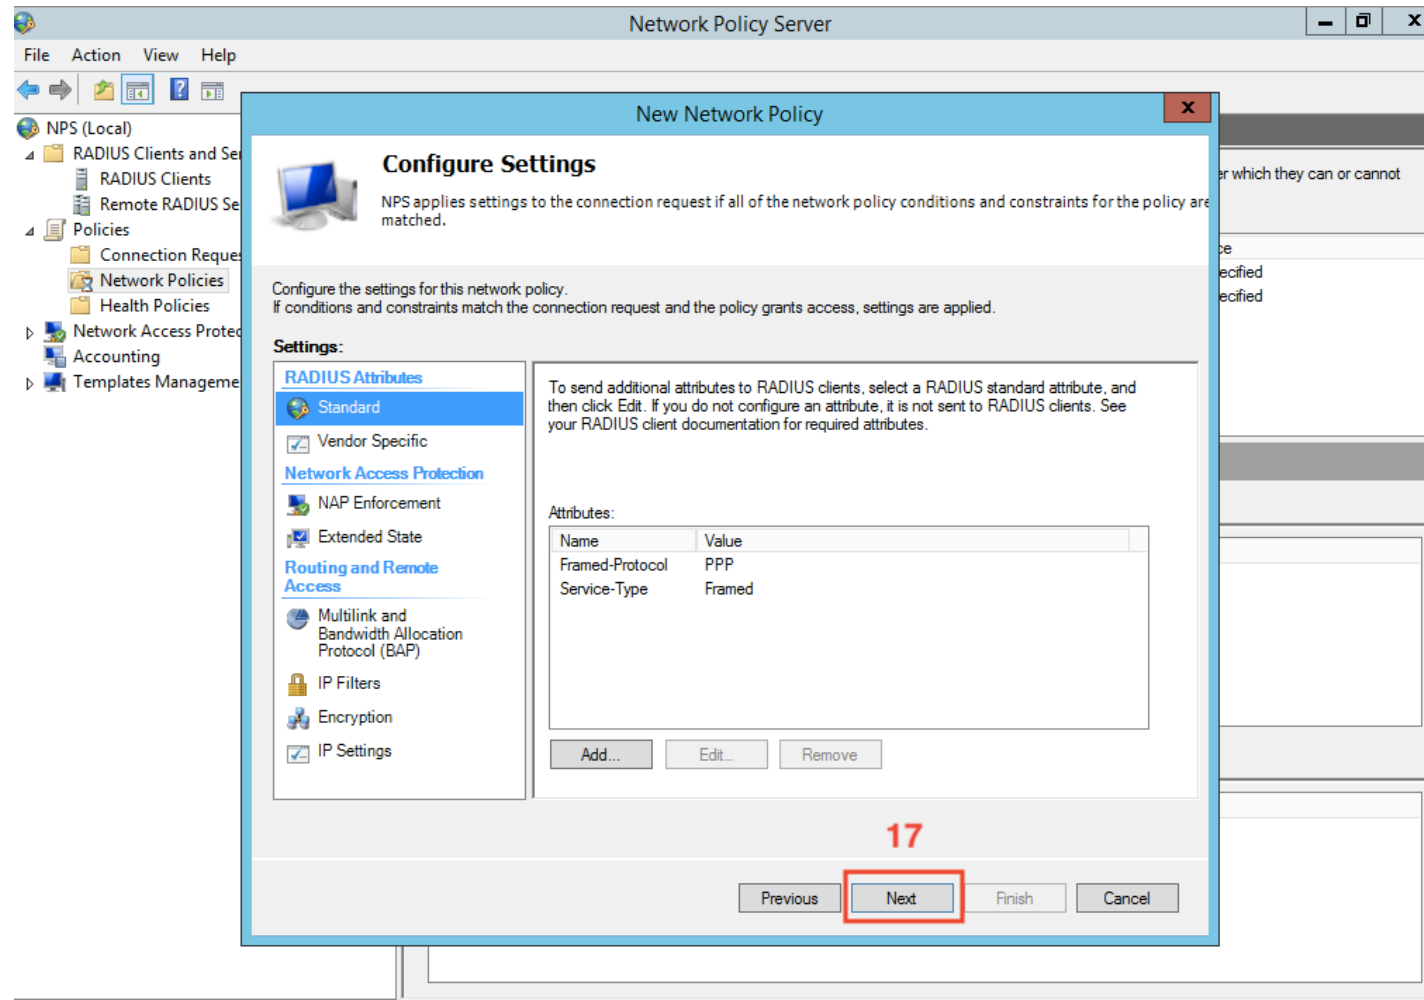 Network Policy Server
File Action View Help
NPS (Local)
RADIUS Clients and Ser
RADIUS Clients
Remote RADIUS Se
Policies
Connection Reques
Network Policies
Health Policies
Network Access Protec
Accounting
Templates Manageme
er which they can or cannot
ce
ecified
ecified
New Network Policy
x
Configure Settings
NPS applies settings to the connection request if all of the network policy conditions and constraints for the policy are
matched.
Configure the settings for this network policy.
If conditions and constraints match the connection request and the policy grants access, settings are applied.
Settings:
RADIUS Attributes
Standard
Vendor Specific
Network Access Protection
NAP Enforcement
Extended State
Routing and Remote
Access
Multilink and
Bandwidth Allocation
Protocol (BAP)
IP Filters
Encryption
IP Settings
To send additional attributes to RADIUS clients, select a RADIUS standard attribute, and
then click Edit. If you do not configure an attribute, it is not sent to RADIUS clients. See
your RADIUS client documentation for required attributes.
Attributes:
Name Value
Framed-Protocol PPP
Service-Type Framed
Add... Edit... Remove
17
Previous Next Finish Cancel